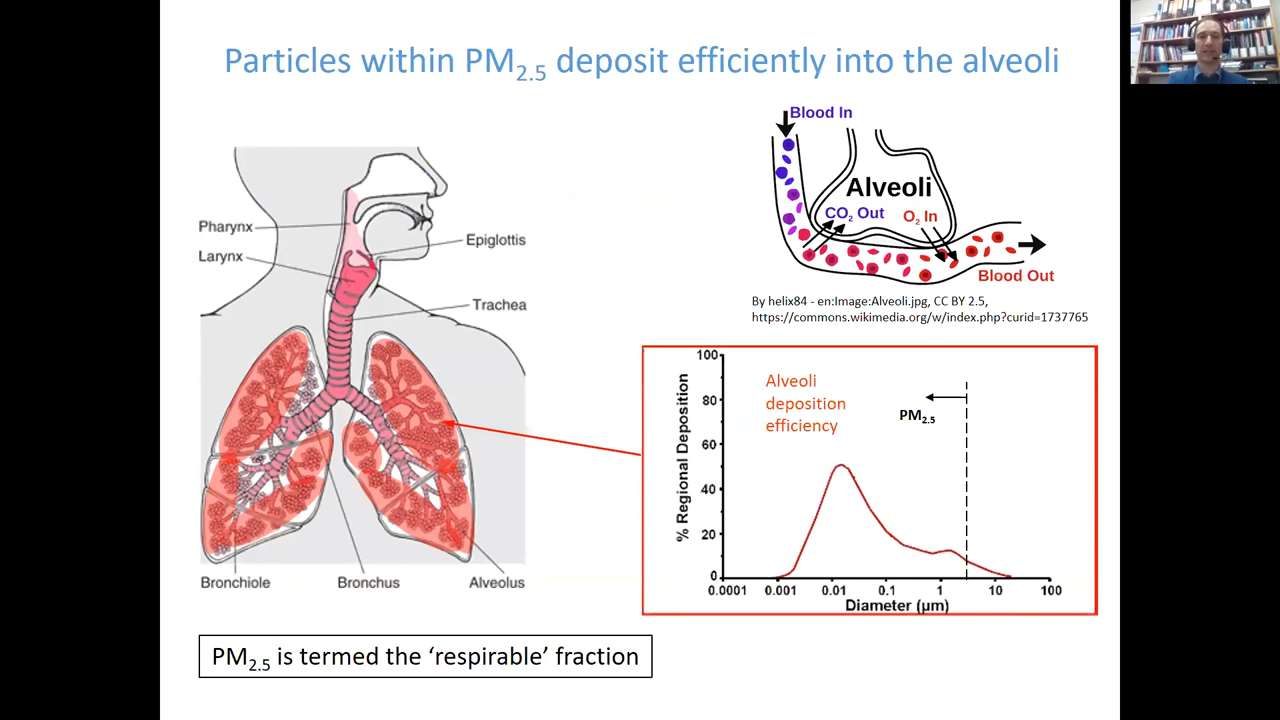 Particles within PM2.5 deposit efficiently into the alveoli
Pharynx
Larynx
Epiglottis
Trachea
Bronchiole
Bronchus
Alveolus
Blood In
Alveoli
CO2 Out
O2 In
Blood Out
By helix84 - en:Image:Alveoli.jpg, CC BY 2.5,
https://commons.wikimedia.org/w/index.php?curid=1737765
% Regional Deposition
100
80
60
40
20
0
Alveoli
deposition
efficiency
PM2.5
0.0001
0.001
0.01
0.1
1
10
100
Diameter (µm)
PM2.5 is termed the ‘respirable’ fraction